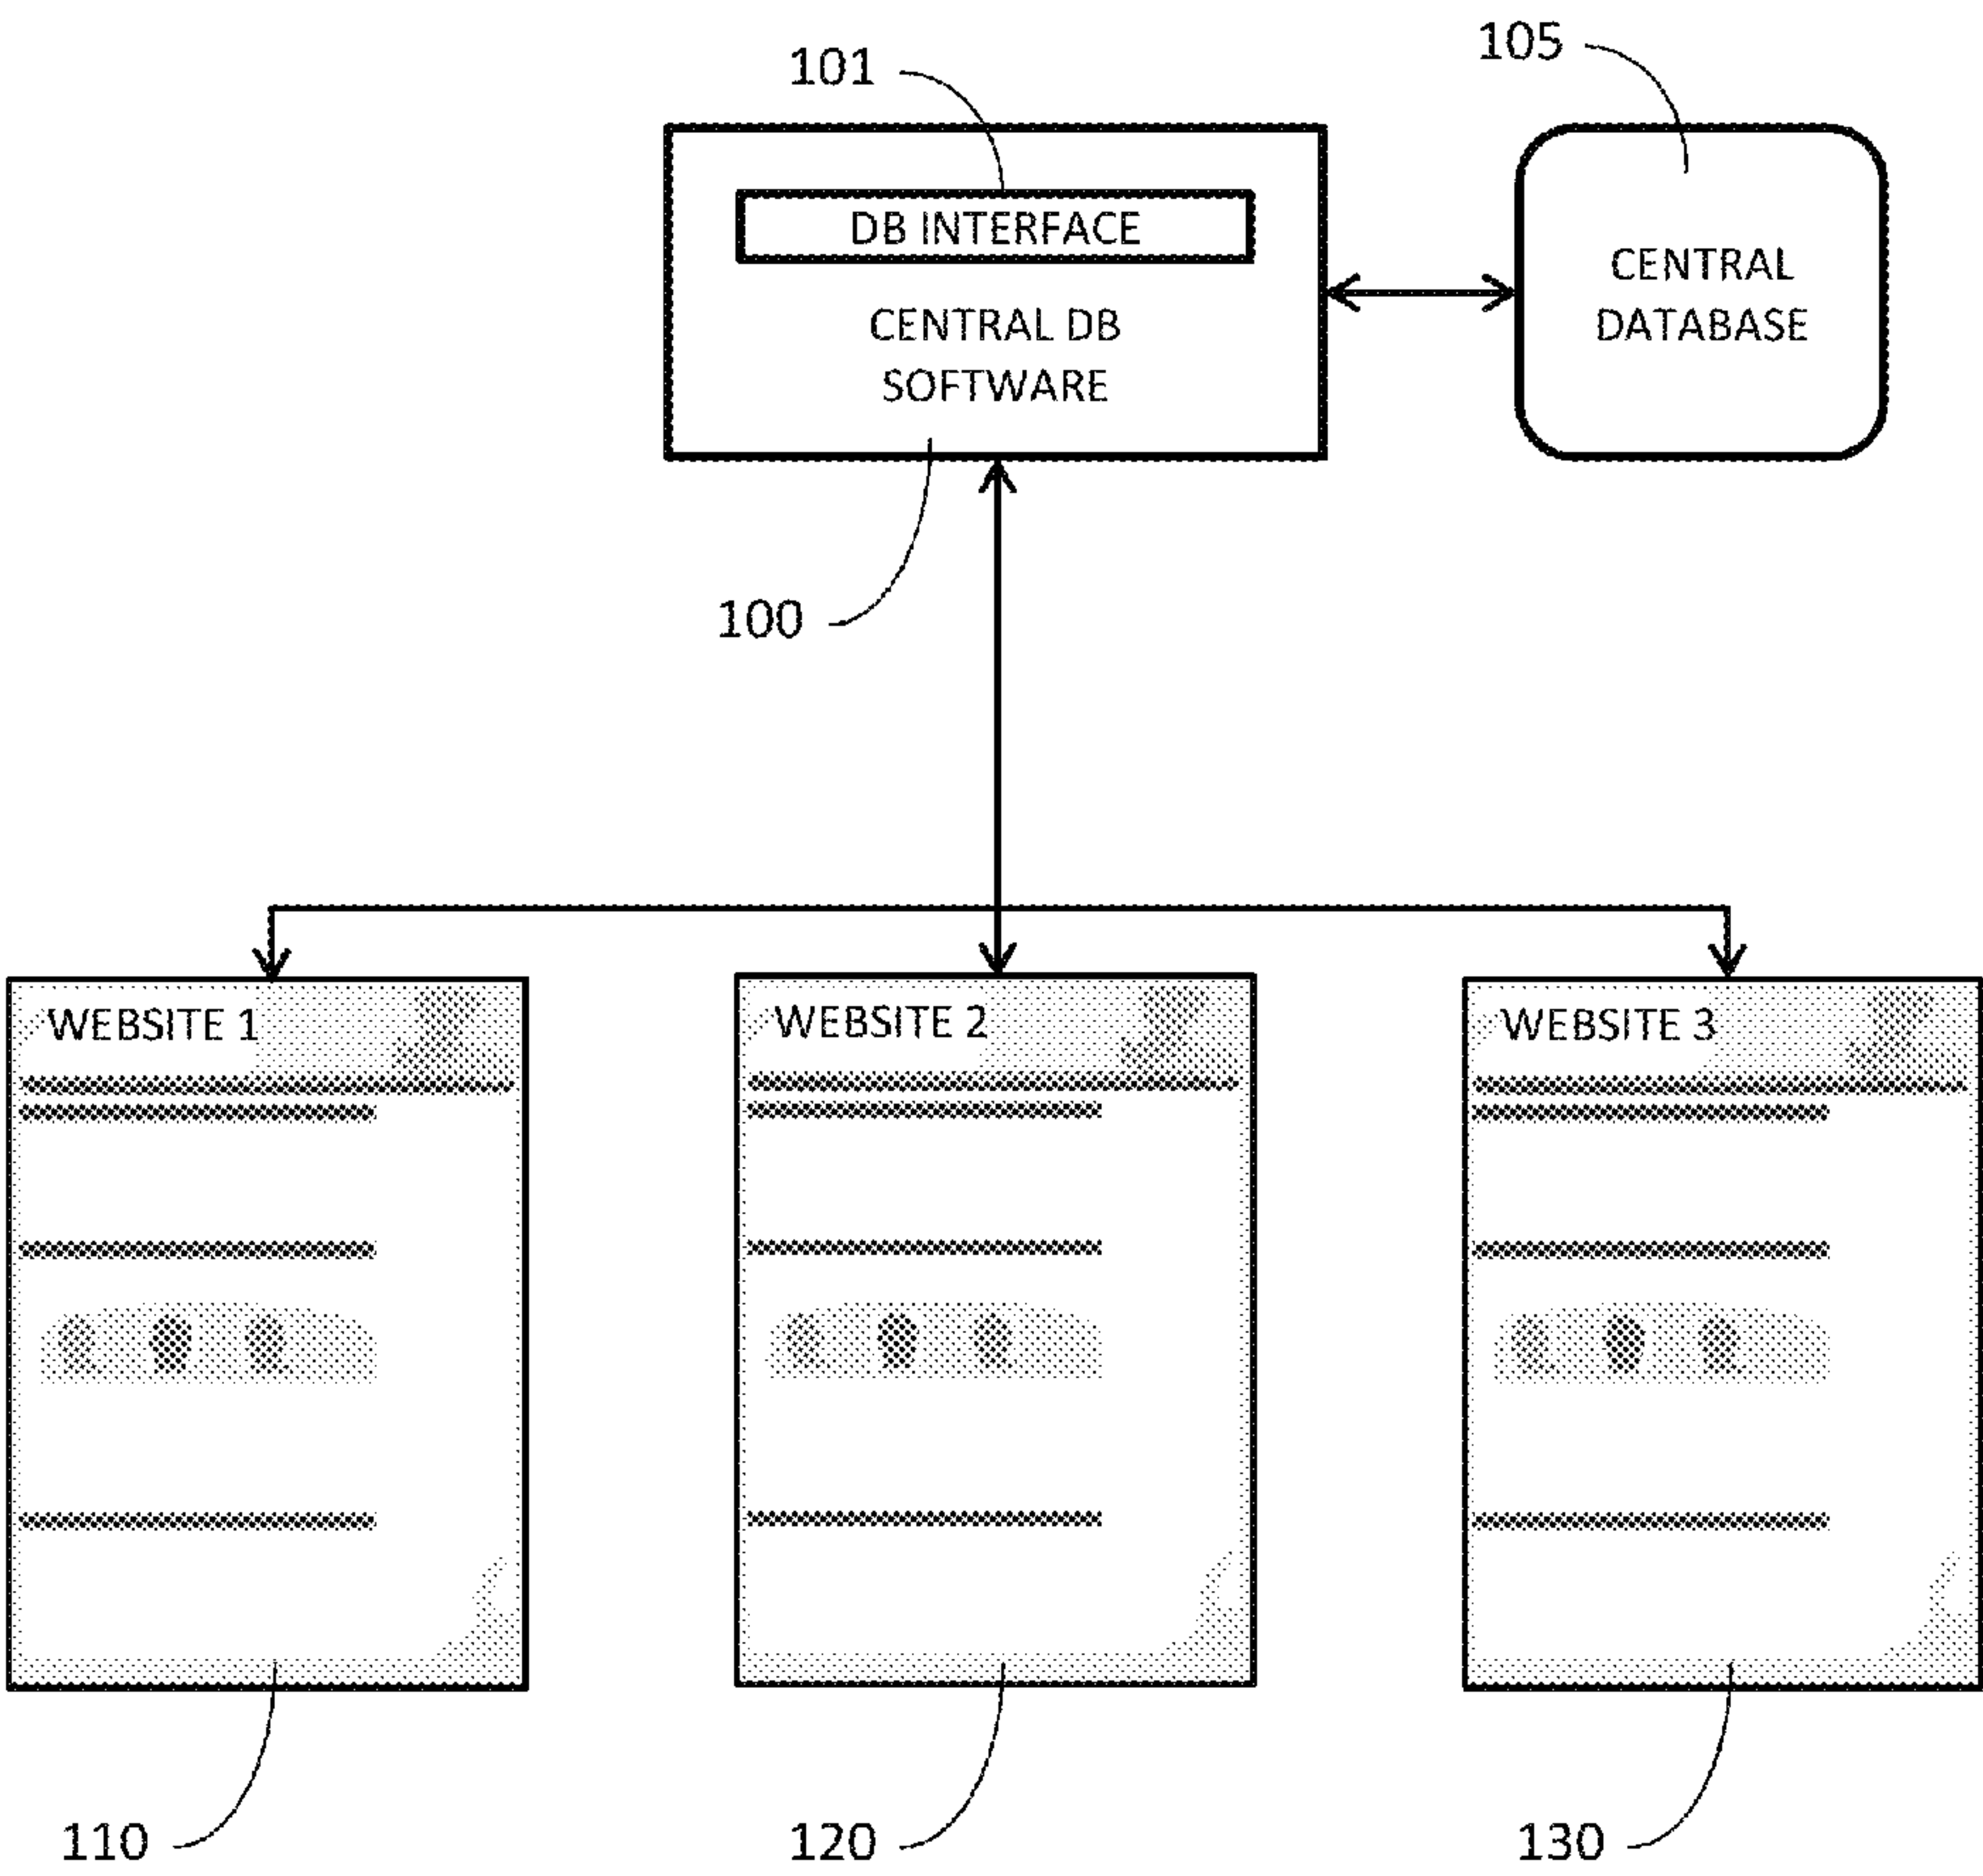 101
105
DB INTERFACE
CENTRAL DB
SOFTWARE
CENTRAL
DATABASE
100
WEBSITE 1
WEBSITE 2
WEBSITE 3
110
120
130